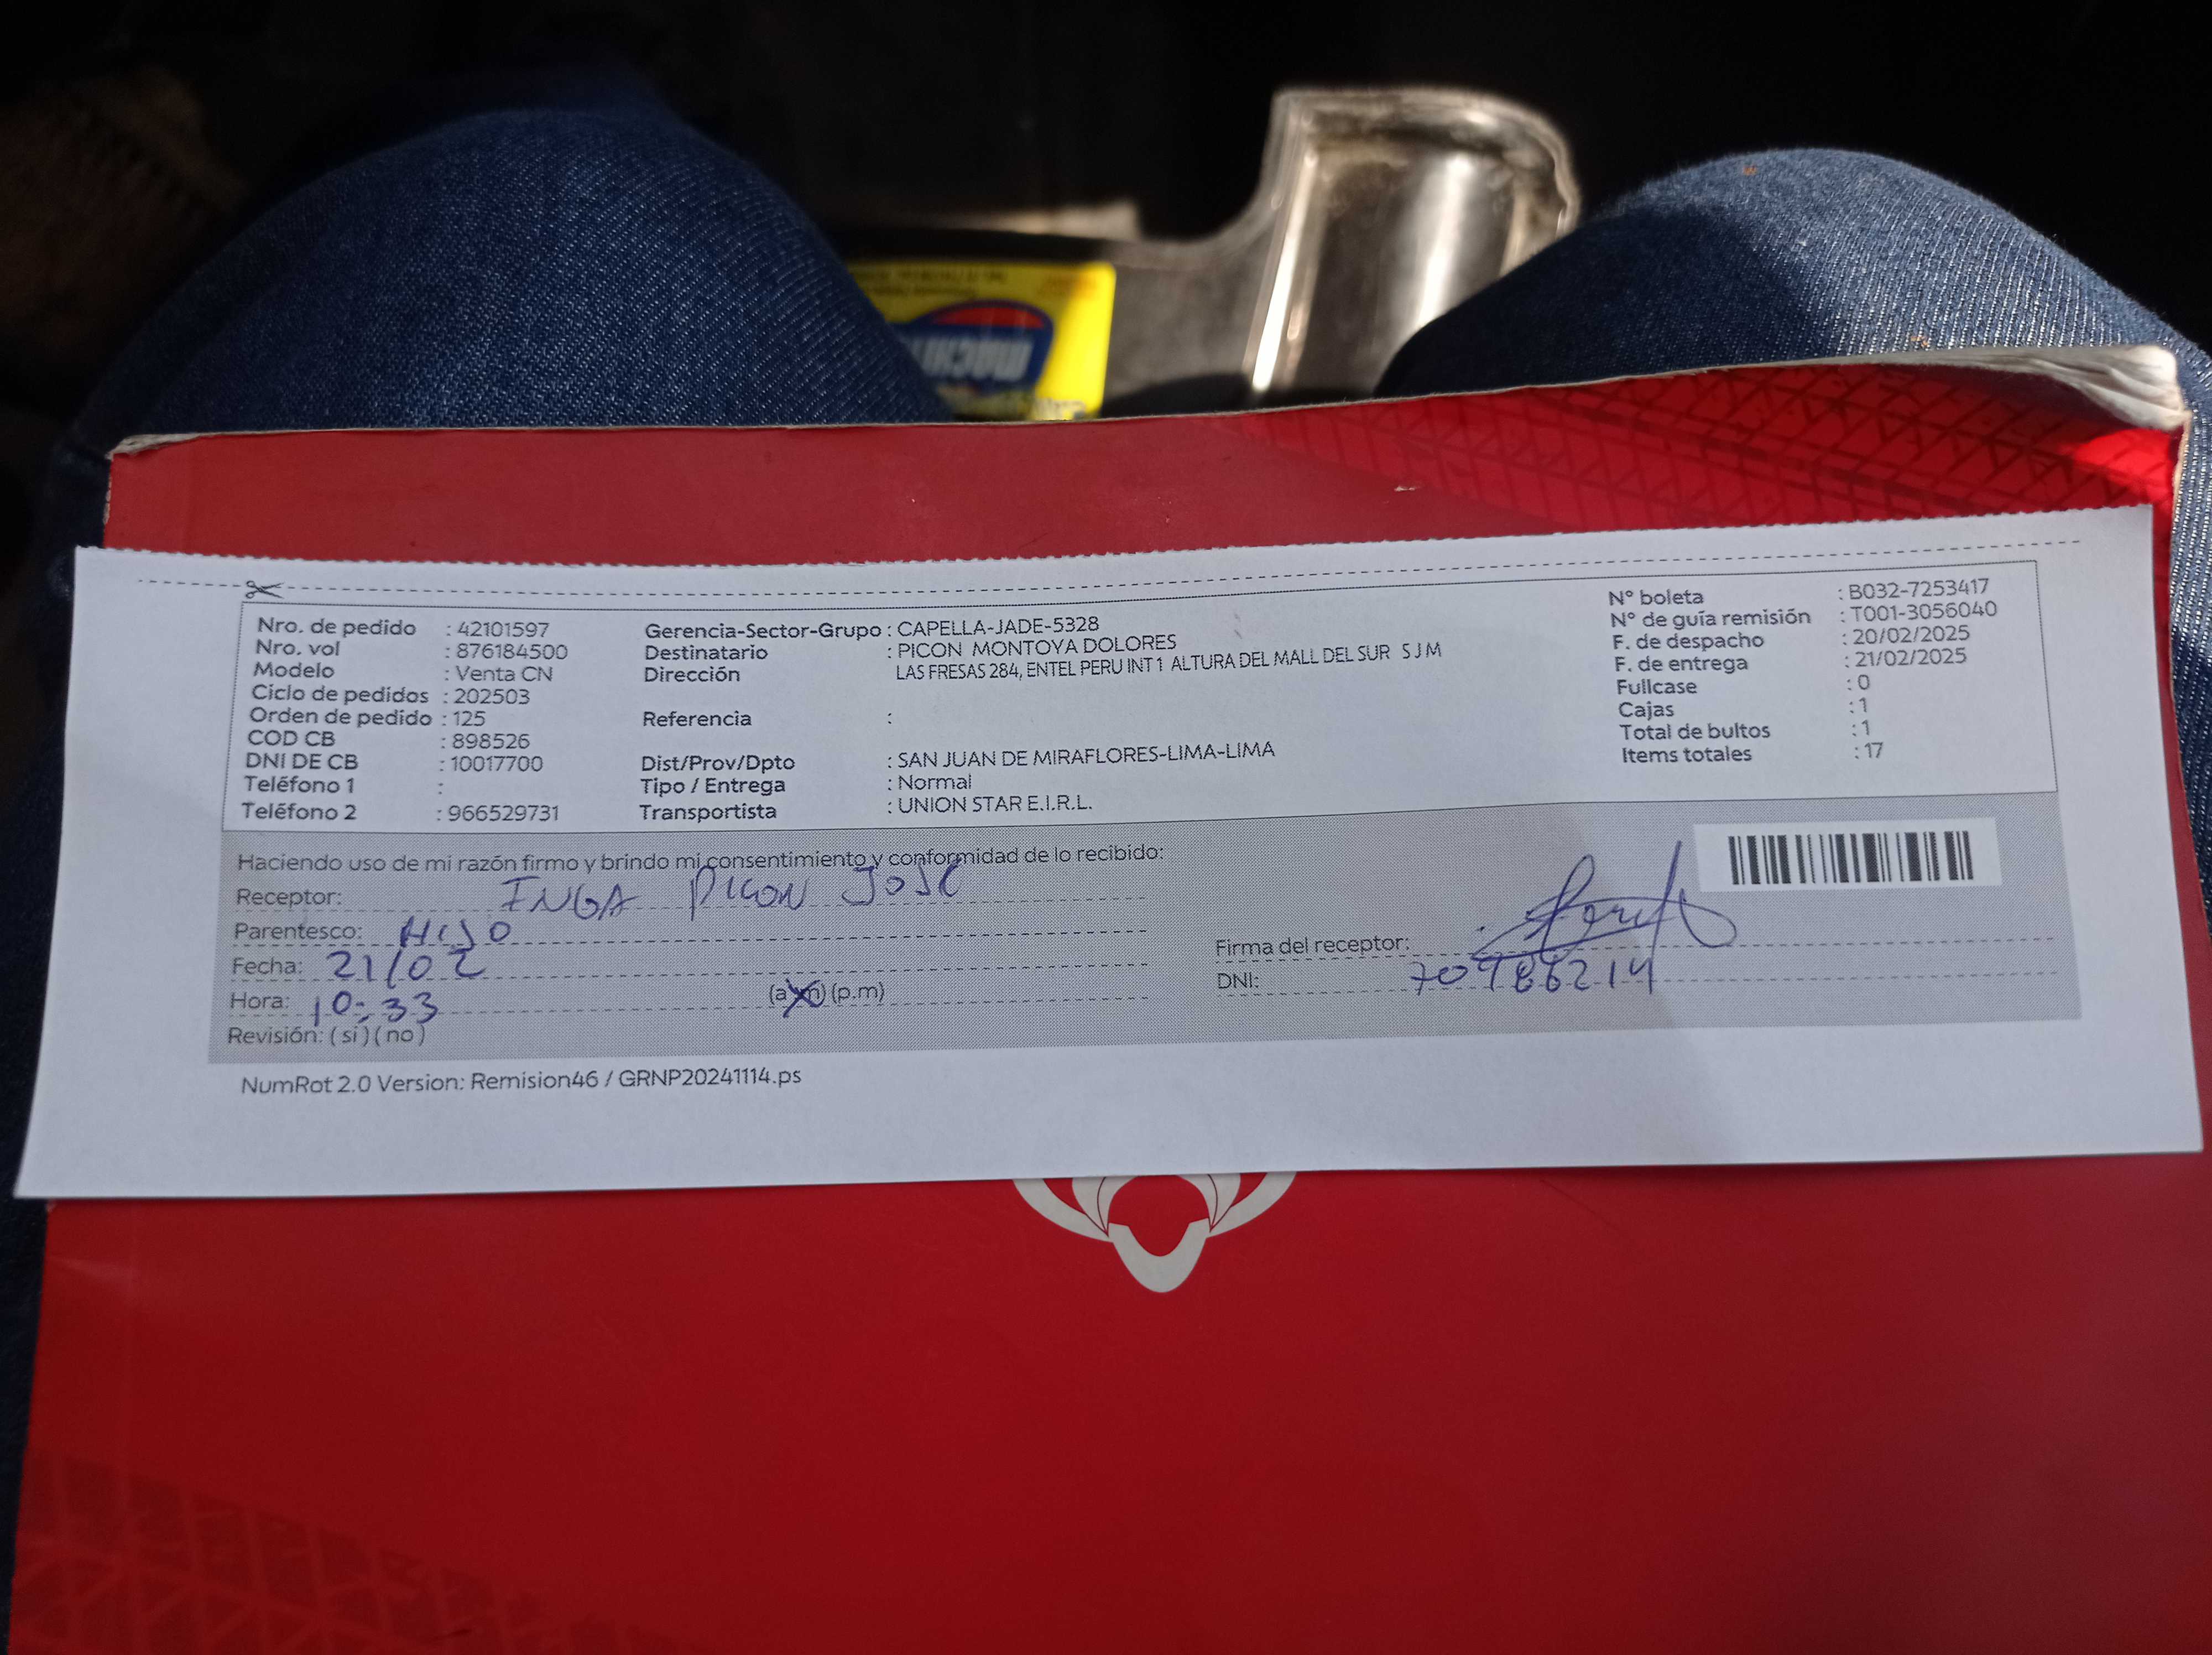 Nro. de pedido : 42101597
Nro. vol : 876184500
Modelo : Venta CN
Ciclo de pedidos : 202503
Orden de pedido : 125
COD CB : 898526
DNI DE CB : 10017700
Teléfono 1 :
Teléfono 2 : 966529731
Gerencia-Sector-Grupo : CAPELLA-JADE-5328
Destinatario : PICON MONTOYA DOLORES
Dirección LAS FRESAS 284, ENTEL PERU INT 1 ALTURA DEL MALL DEL SUR S J M
Referencia :
Dist/Prov/Dpto : SAN JUAN DE MIRAFLORES-LIMA-LIMA
Tipo / Entrega : Normal
Transportista : UNION STAR E.I.R.L.
N° boleta : B032-7253417
N° de guía remisión : T001-3056040
F. de despacho : 20/02/2025
F. de entrega : 21/02/2025
Fullcase : 0
Cajas : 1
Total de bultos : 1
Items totales : 17
Haciendo uso de mi razón firmo y brindo mi consentimiento y conformidad de lo recibido:
Receptor: INGA PICON JOSE
Parentesco: HIJO
Fecha: 21/02
Hora: 10:33 (a.m) (p.m)
Revisión: ( si ) ( no )
Firma del receptor:
DNI:
NumRot 2.0 Version: Remision46 / GRNP20241114.ps